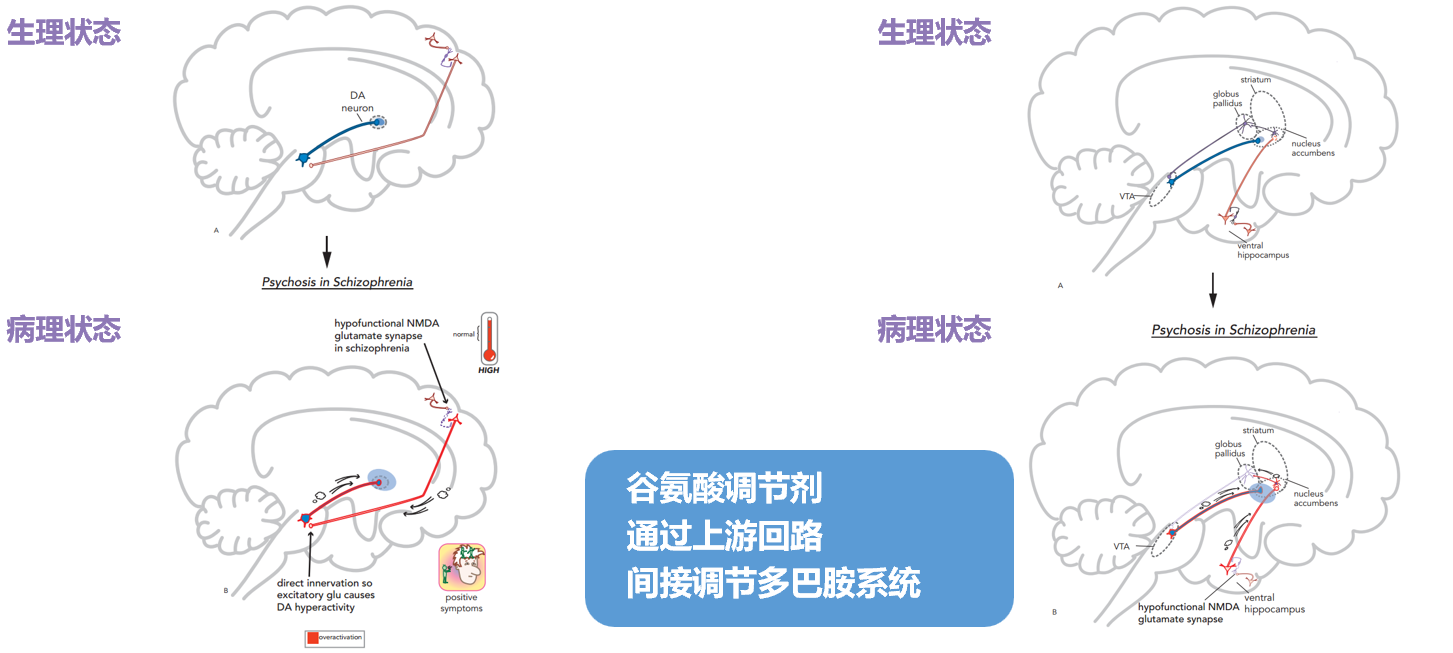 生理状态
DA
neuron
A
Psychosis in Schizophrenia
病理状态
hypofunctional NMDA
glutamate synapse
in schizophrenia
normal
HIGH
B
direct innervation so
excitatory glu causes
DA hyperactivity
positive
symptoms
overactivation
谷氨酸调节剂
通过上游回路
间接调节多巴胺系统
生理状态
striatum
globus
pallidus
nucleus
accumbens
VTA
ventral
hippocampus
A
Psychosis in Schizophrenia
病理状态
striatum
globus
pallidus
nucleus
accumbens
VTA
ventral
hippocampus
B
hypofunctional NMDA
glutamate synapse